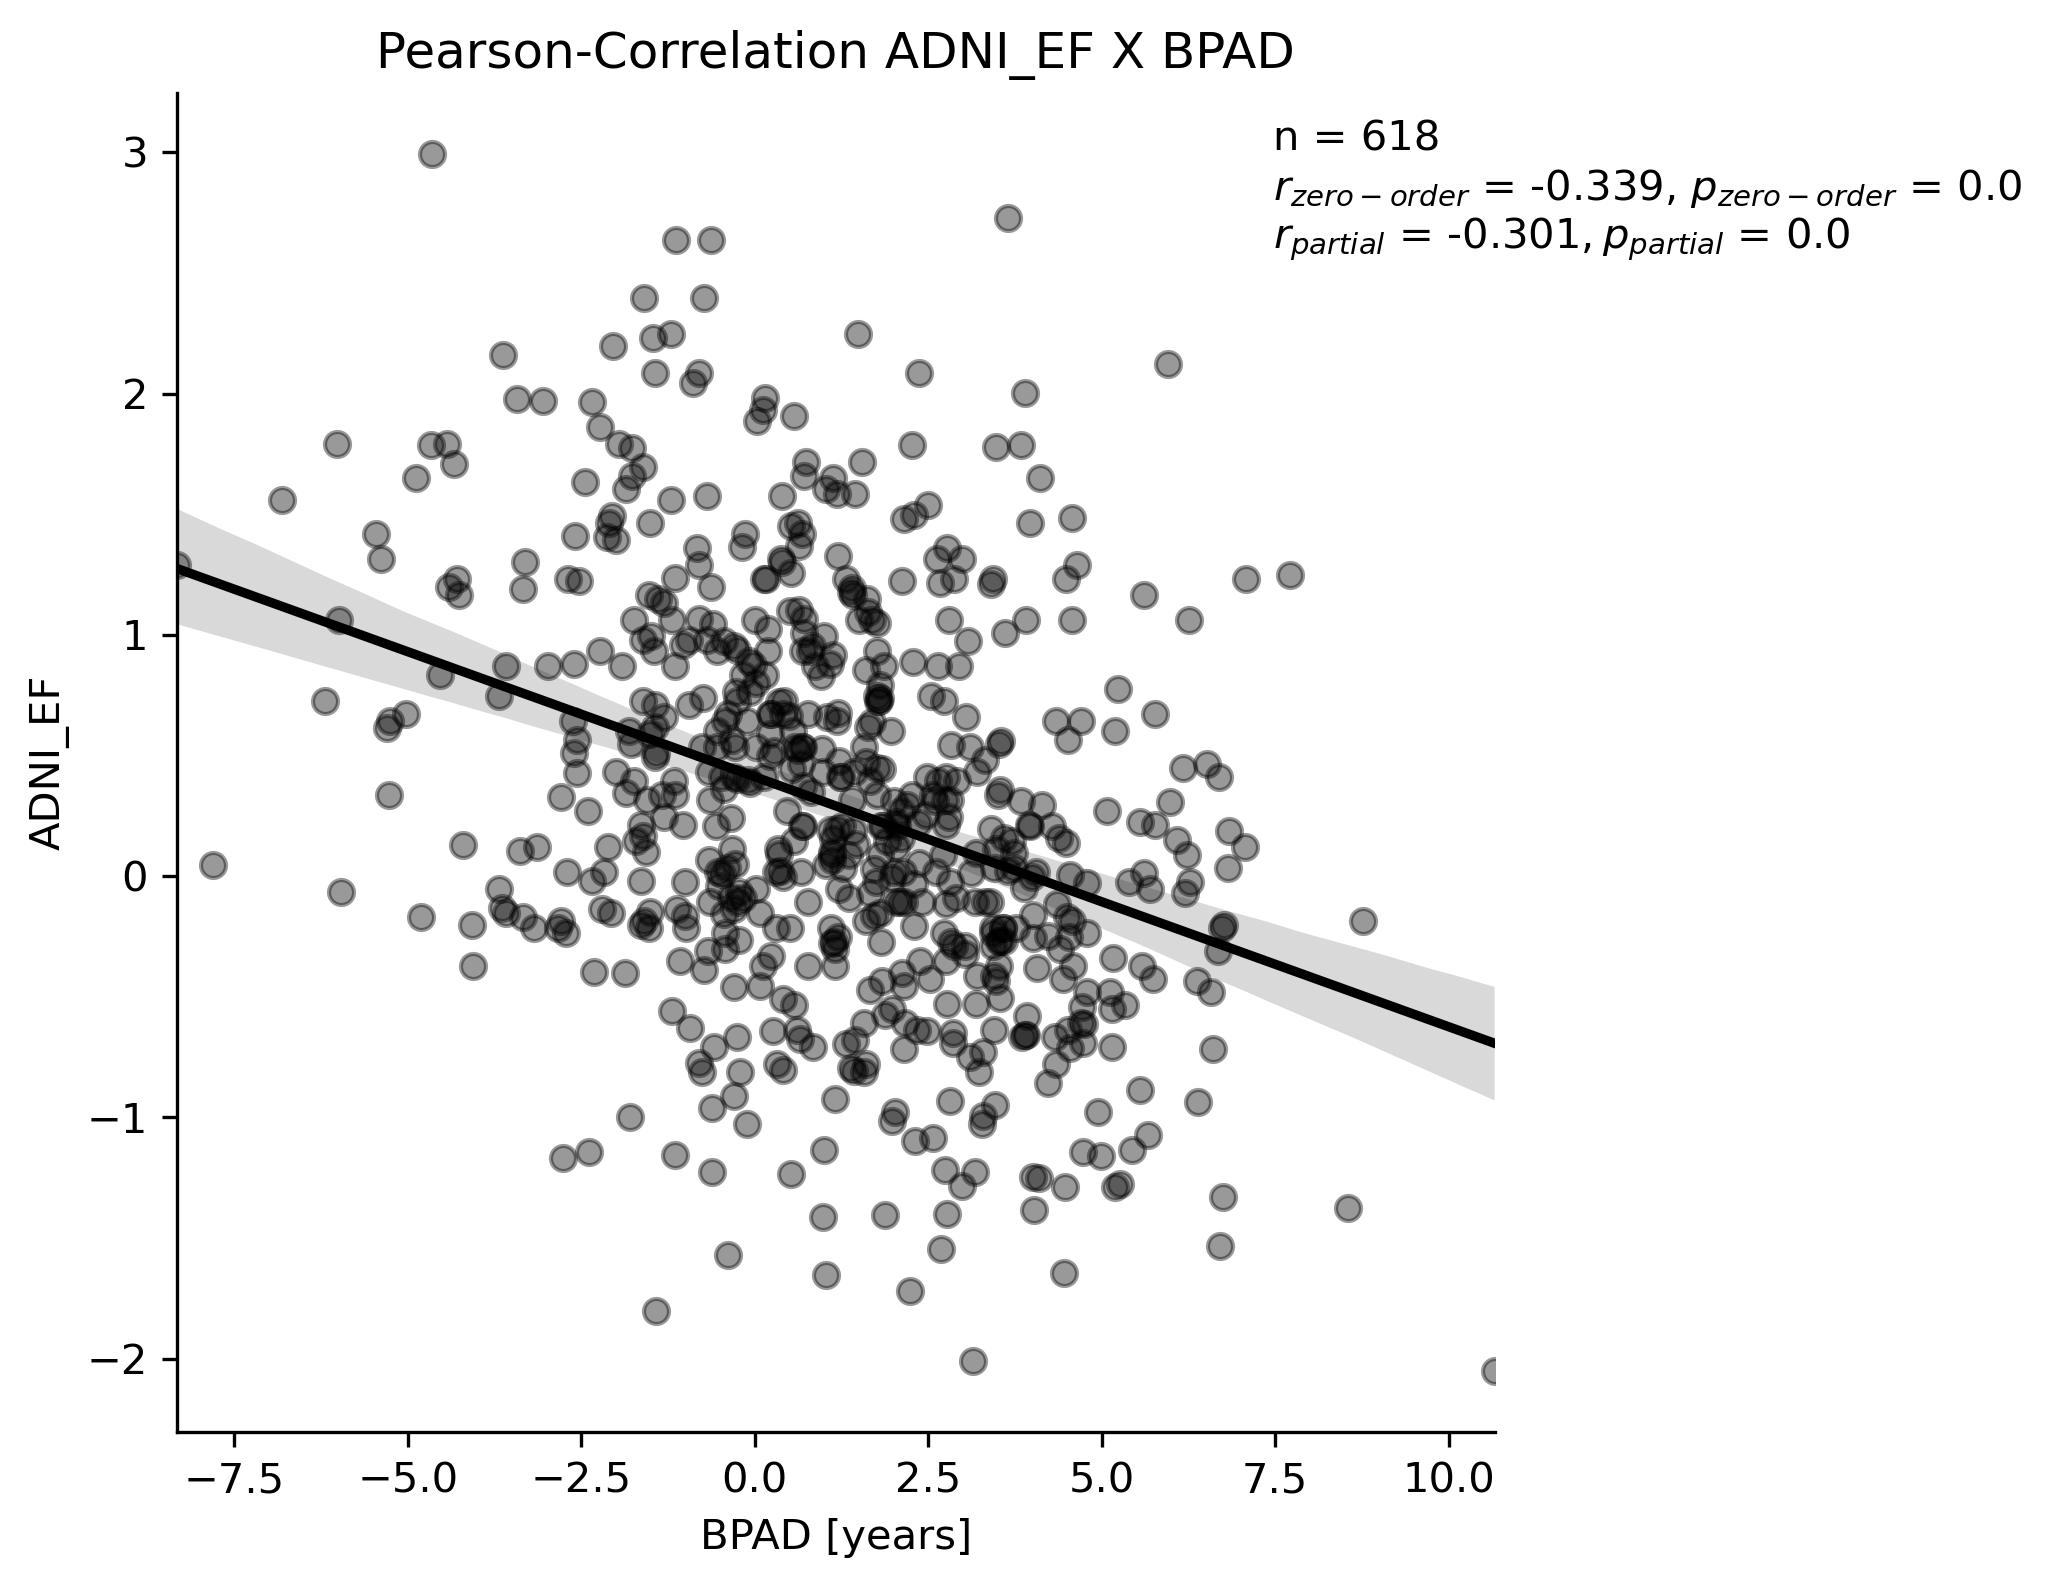 Pearson-Correlation ADNI_EF X BPAD
n = 618
r_zero−order = -0.339, p_zero−order = 0.0
r_partial = -0.301, p_partial = 0.0
ADNI_EF
3
2
1
0
−1
−2
−7.5 −5.0 −2.5 0.0 2.5 5.0 7.5 10.0
BPAD [years]